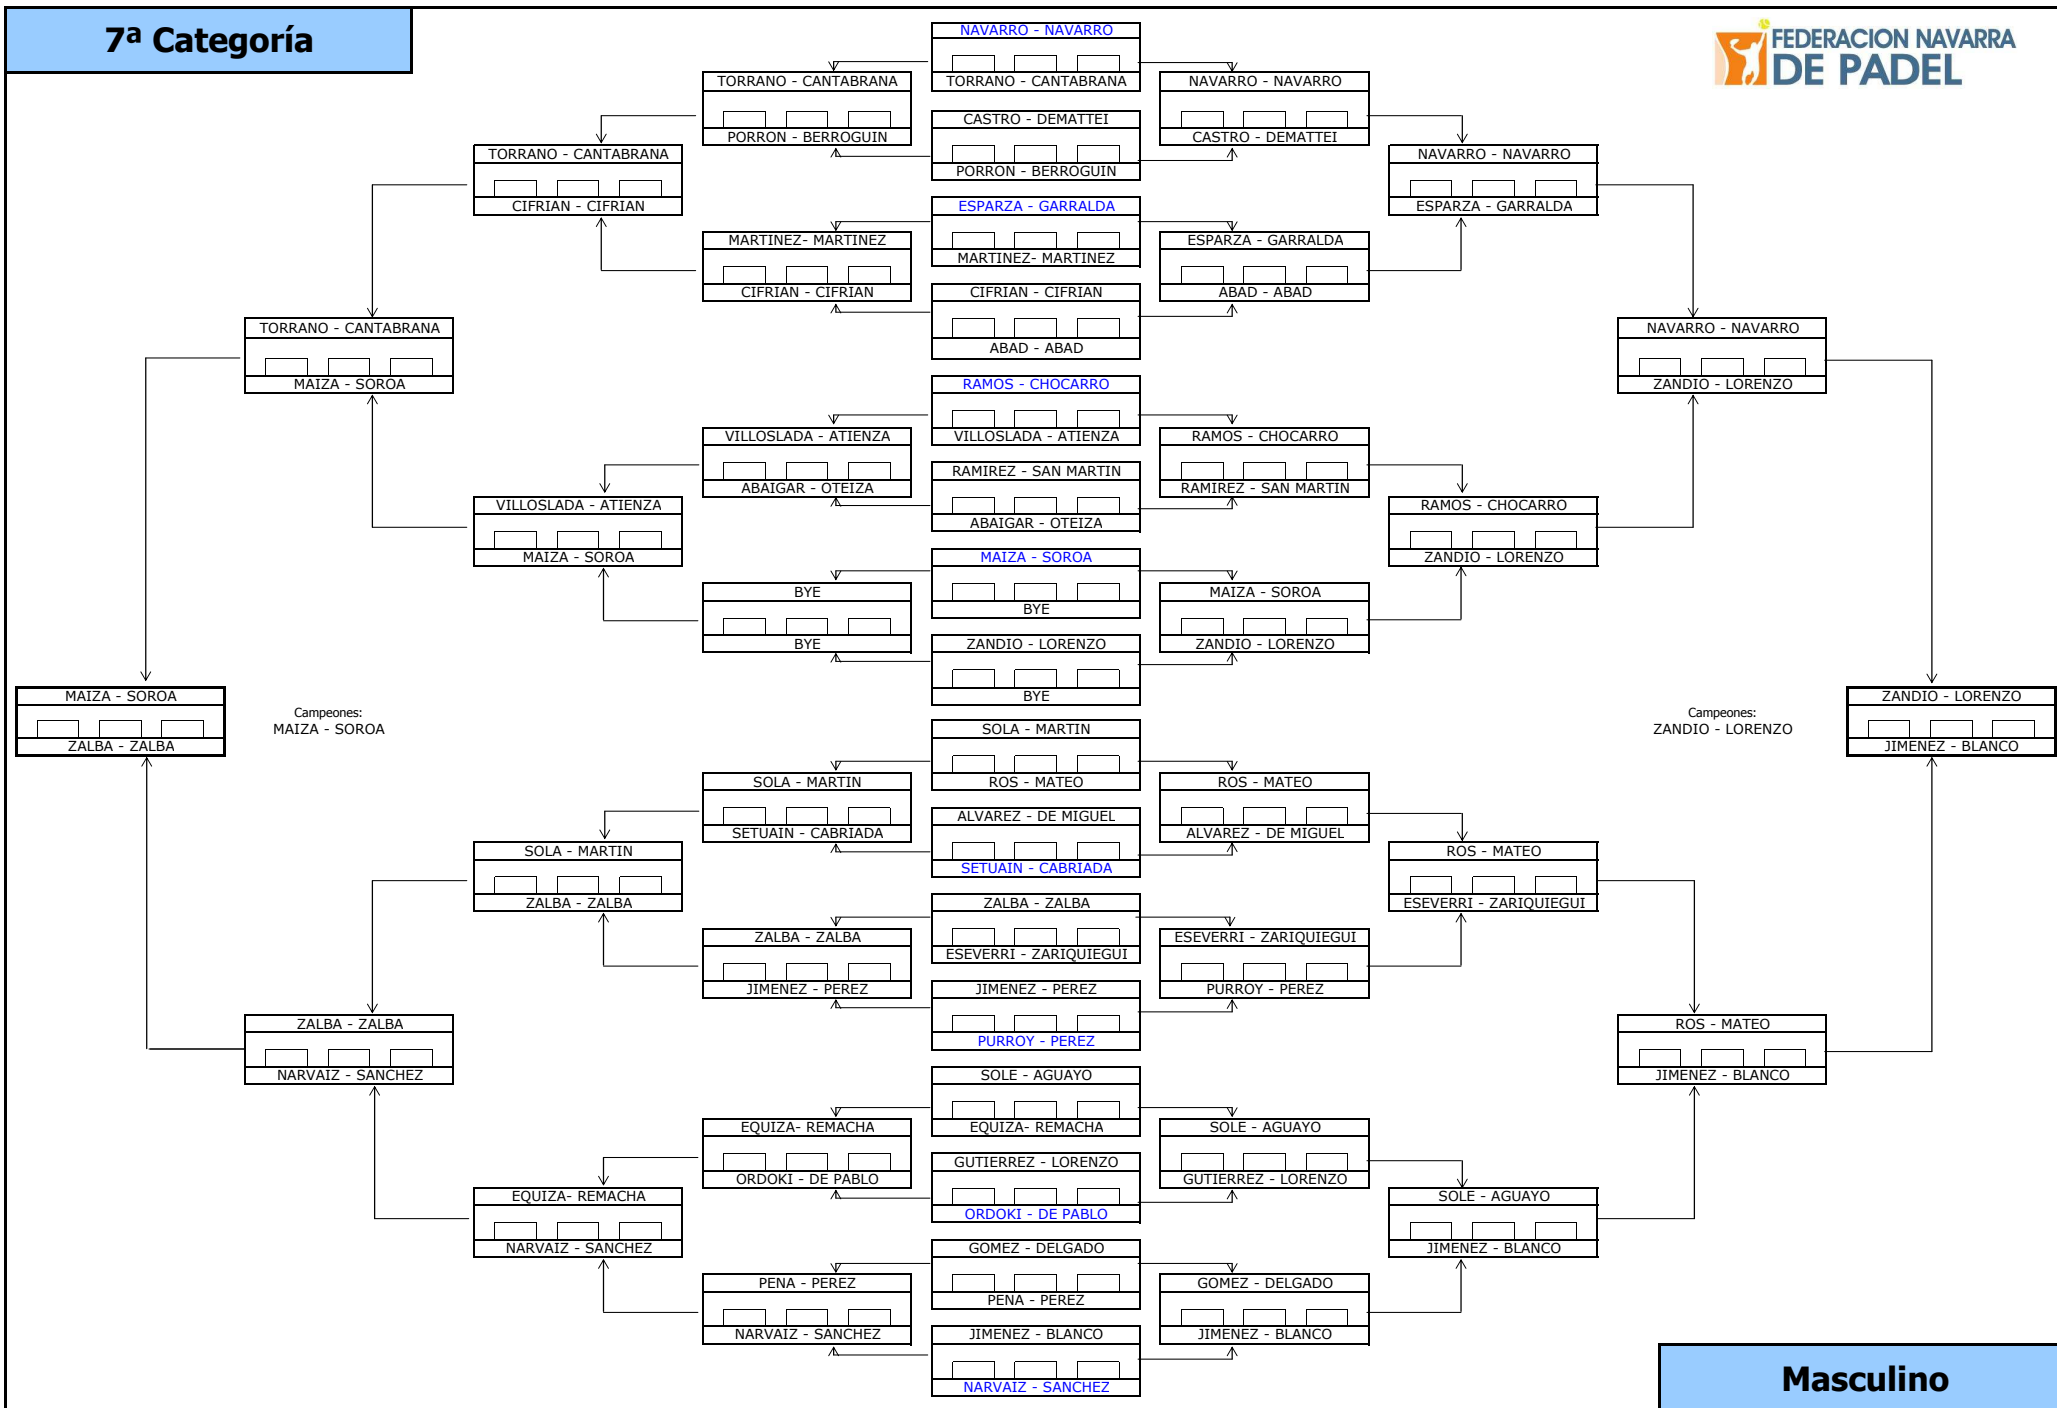 7ª Categoría
FEDERACION NAVARRA
DE PADEL
NAVARRO - NAVARRO
TORRANO - CANTABRANA
CASTRO - DEMATTEI
PORRON - BERROGUIN
ESPARZA - GARRALDA
MARTINEZ- MARTINEZ
CIFRIAN - CIFRIAN
ABAD - ABAD
RAMOS - CHOCARRO
VILLOSLADA - ATIENZA
RAMIREZ - SAN MARTIN
ABAIGAR - OTEIZA
MAIZA - SOROA
BYE
ZANDIO - LORENZO
BYE
SOLA - MARTIN
ROS - MATEO
ALVAREZ - DE MIGUEL
SETUAIN - CABRIADA
ZALBA - ZALBA
ESEVERRI - ZARIQUIEGUI
JIMENEZ - PEREZ
PURROY - PEREZ
SOLE - AGUAYO
EQUIZA- REMACHA
GUTIERREZ - LORENZO
ORDOKI - DE PABLO
GOMEZ - DELGADO
PENA - PEREZ
JIMENEZ - BLANCO
NARVAIZ - SANCHEZ
TORRANO - CANTABRANA
PORRON - BERROGUIN
MARTINEZ- MARTINEZ
CIFRIAN - CIFRIAN
VILLOSLADA - ATIENZA
ABAIGAR - OTEIZA
BYE
BYE
SOLA - MARTIN
SETUAIN - CABRIADA
ZALBA - ZALBA
JIMENEZ - PEREZ
EQUIZA- REMACHA
ORDOKI - DE PABLO
PENA - PEREZ
NARVAIZ - SANCHEZ
TORRANO - CANTABRANA
CIFRIAN - CIFRIAN
VILLOSLADA - ATIENZA
MAIZA - SOROA
SOLA - MARTIN
ZALBA - ZALBA
EQUIZA- REMACHA
NARVAIZ - SANCHEZ
TORRANO - CANTABRANA
MAIZA - SOROA
ZALBA - ZALBA
NARVAIZ - SANCHEZ
MAIZA - SOROA
ZALBA - ZALBA
Campeones:
MAIZA - SOROA
NAVARRO - NAVARRO
CASTRO - DEMATTEI
ESPARZA - GARRALDA
ABAD - ABAD
RAMOS - CHOCARRO
RAMIREZ - SAN MARTIN
MAIZA - SOROA
ZANDIO - LORENZO
ROS - MATEO
ALVAREZ - DE MIGUEL
ESEVERRI - ZARIQUIEGUI
PURROY - PEREZ
SOLE - AGUAYO
GUTIERREZ - LORENZO
GOMEZ - DELGADO
JIMENEZ - BLANCO
NAVARRO - NAVARRO
ESPARZA - GARRALDA
RAMOS - CHOCARRO
ZANDIO - LORENZO
ROS - MATEO
ESEVERRI - ZARIQUIEGUI
SOLE - AGUAYO
JIMENEZ - BLANCO
NAVARRO - NAVARRO
ZANDIO - LORENZO
ROS - MATEO
JIMENEZ - BLANCO
Campeones:
ZANDIO - LORENZO
ZANDIO - LORENZO
JIMENEZ - BLANCO
Masculino